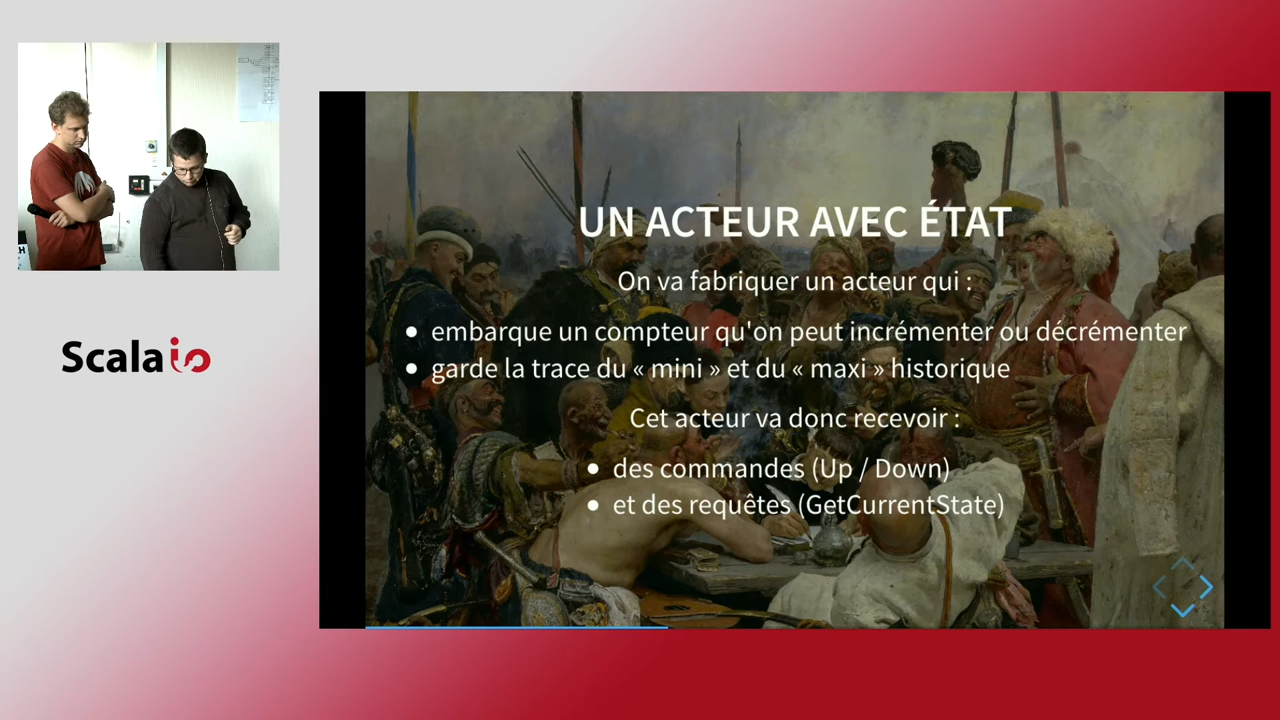 UN ACTEUR AVEC ÉTAT
On va fabriquer un acteur qui :
embarque un compteur qu'on peut incrémenter ou décrémenter
garde la trace du « mini » et du « maxi » historique
Cet acteur va donc recevoir :
des commandes (Up / Down)
et des requêtes (GetCurrentState)
Scala io